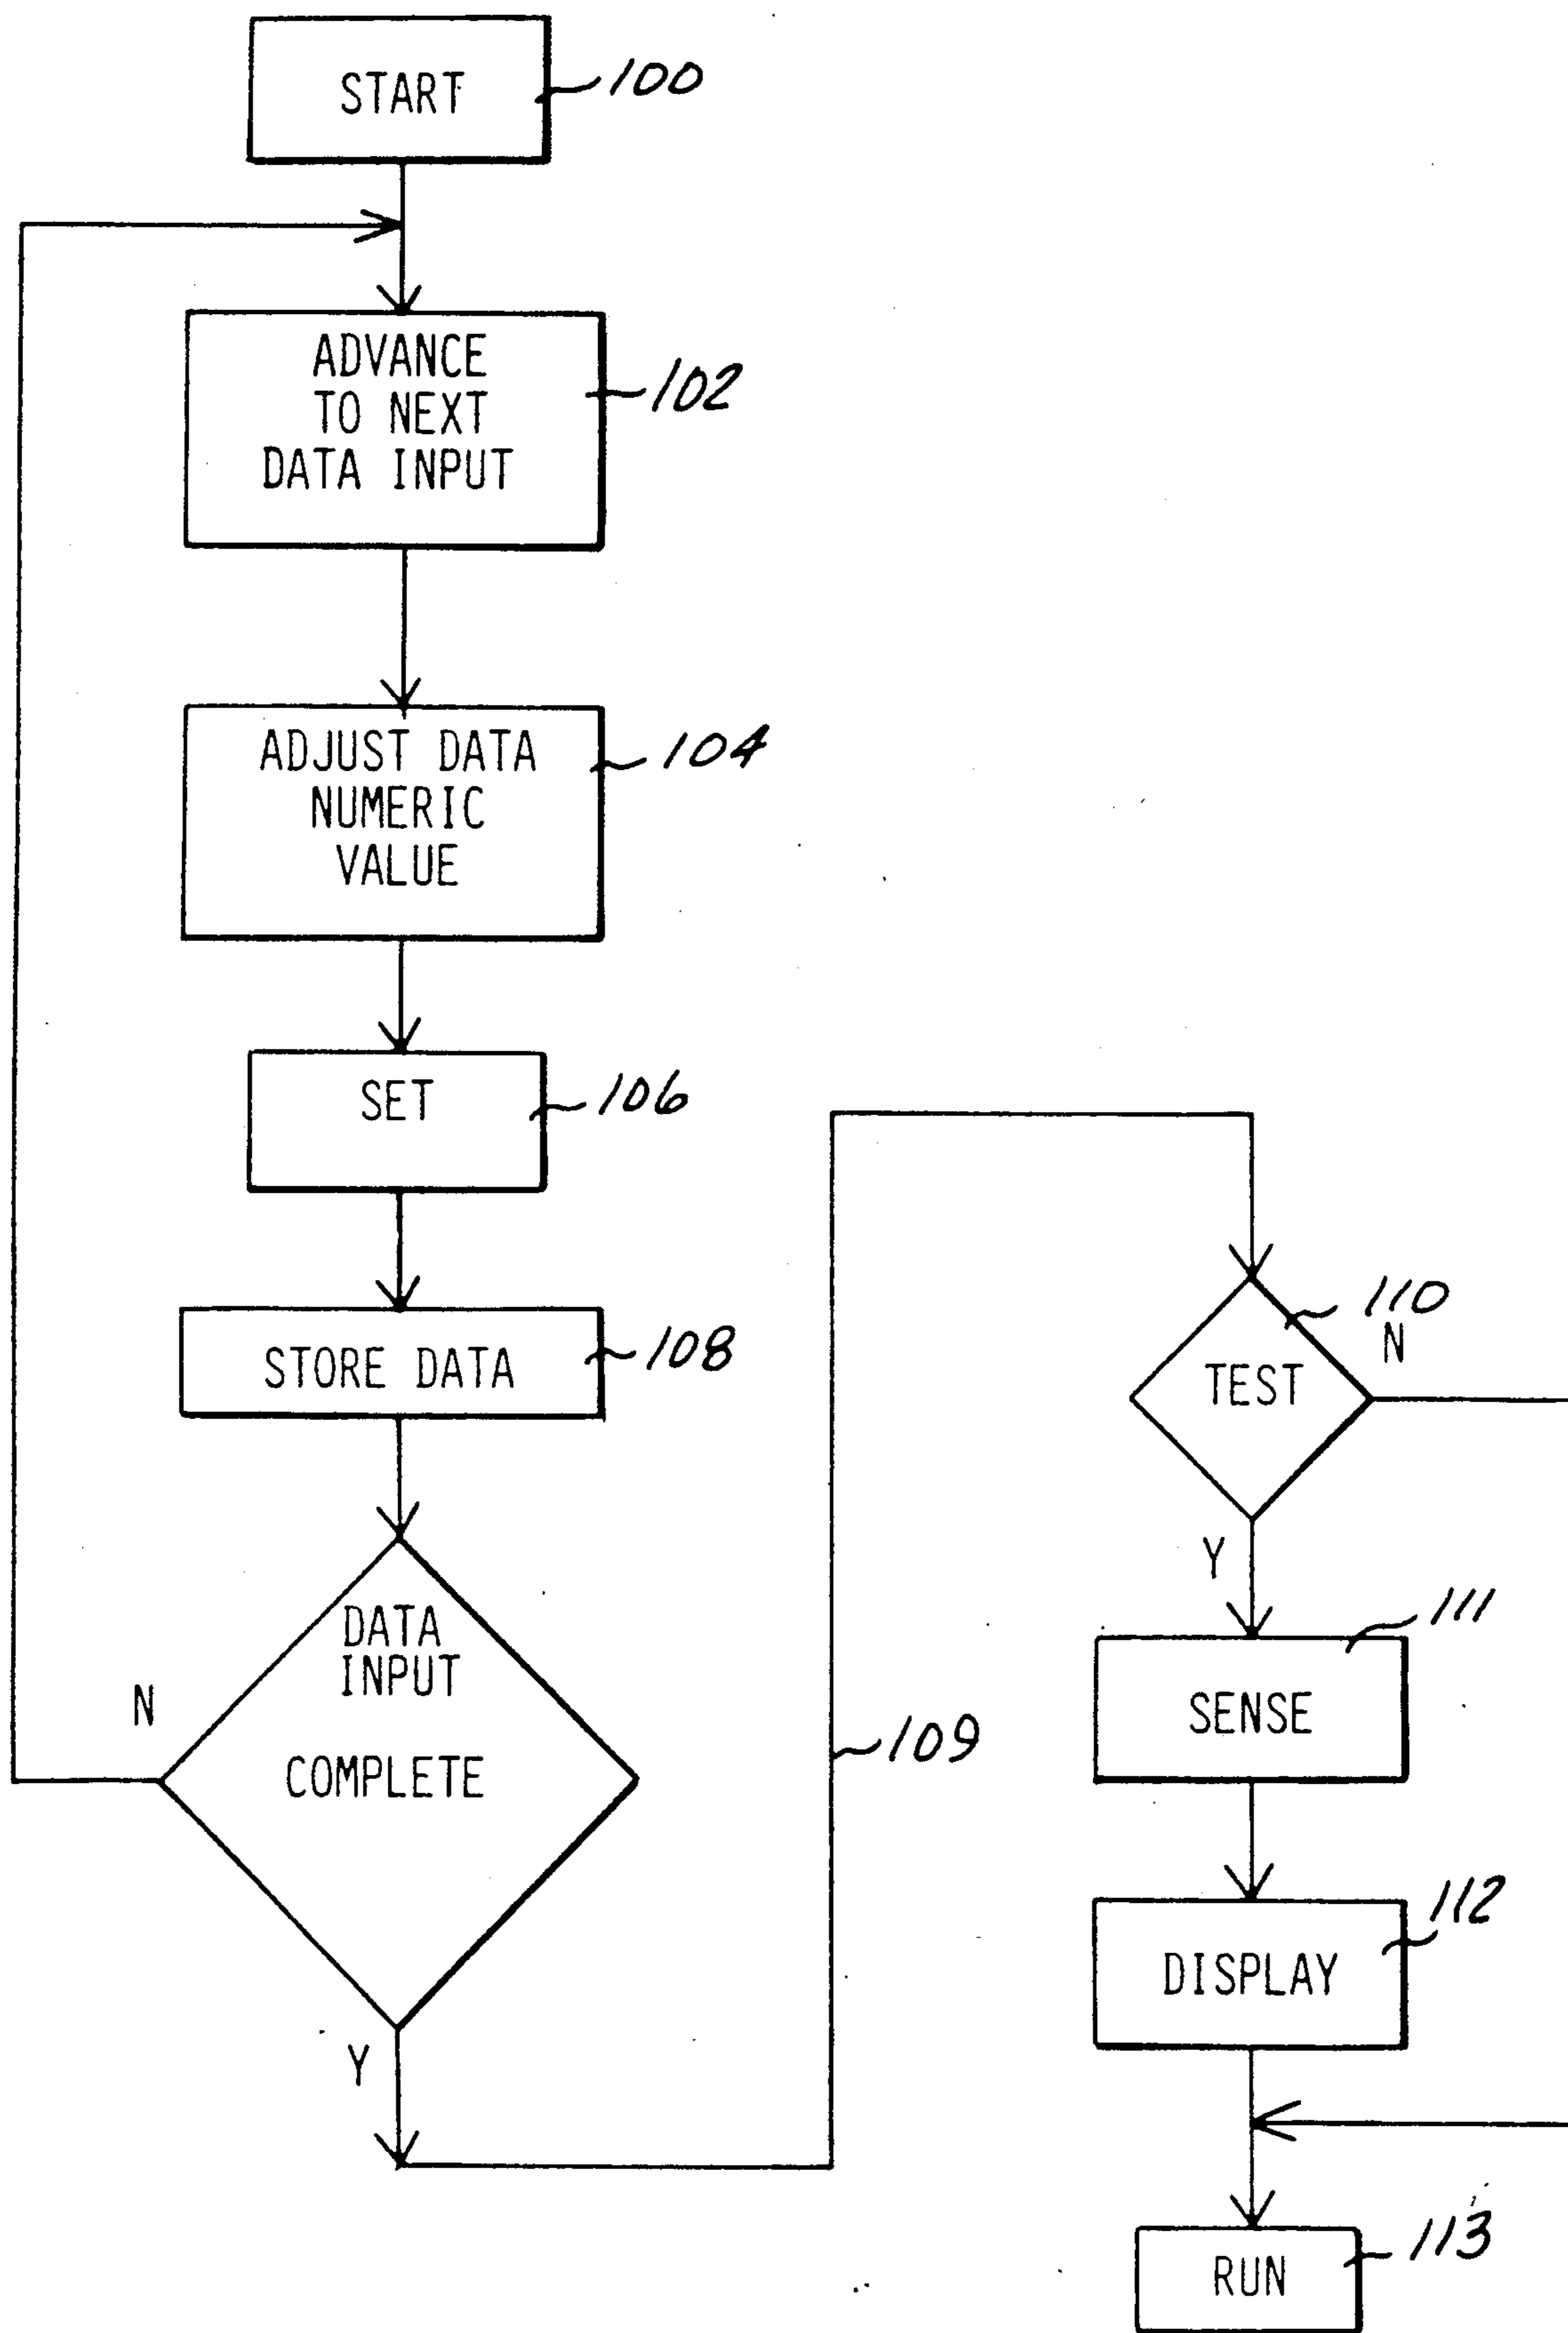 START
100
ADVANCE
TO NEXT
DATA INPUT
102
ADJUST DATA
NUMERIC
VALUE
104
SET
106
STORE DATA
108
DATA
INPUT
COMPLETE
N
Y
109
110
TEST
N
Y
111
SENSE
112
DISPLAY
113
RUN